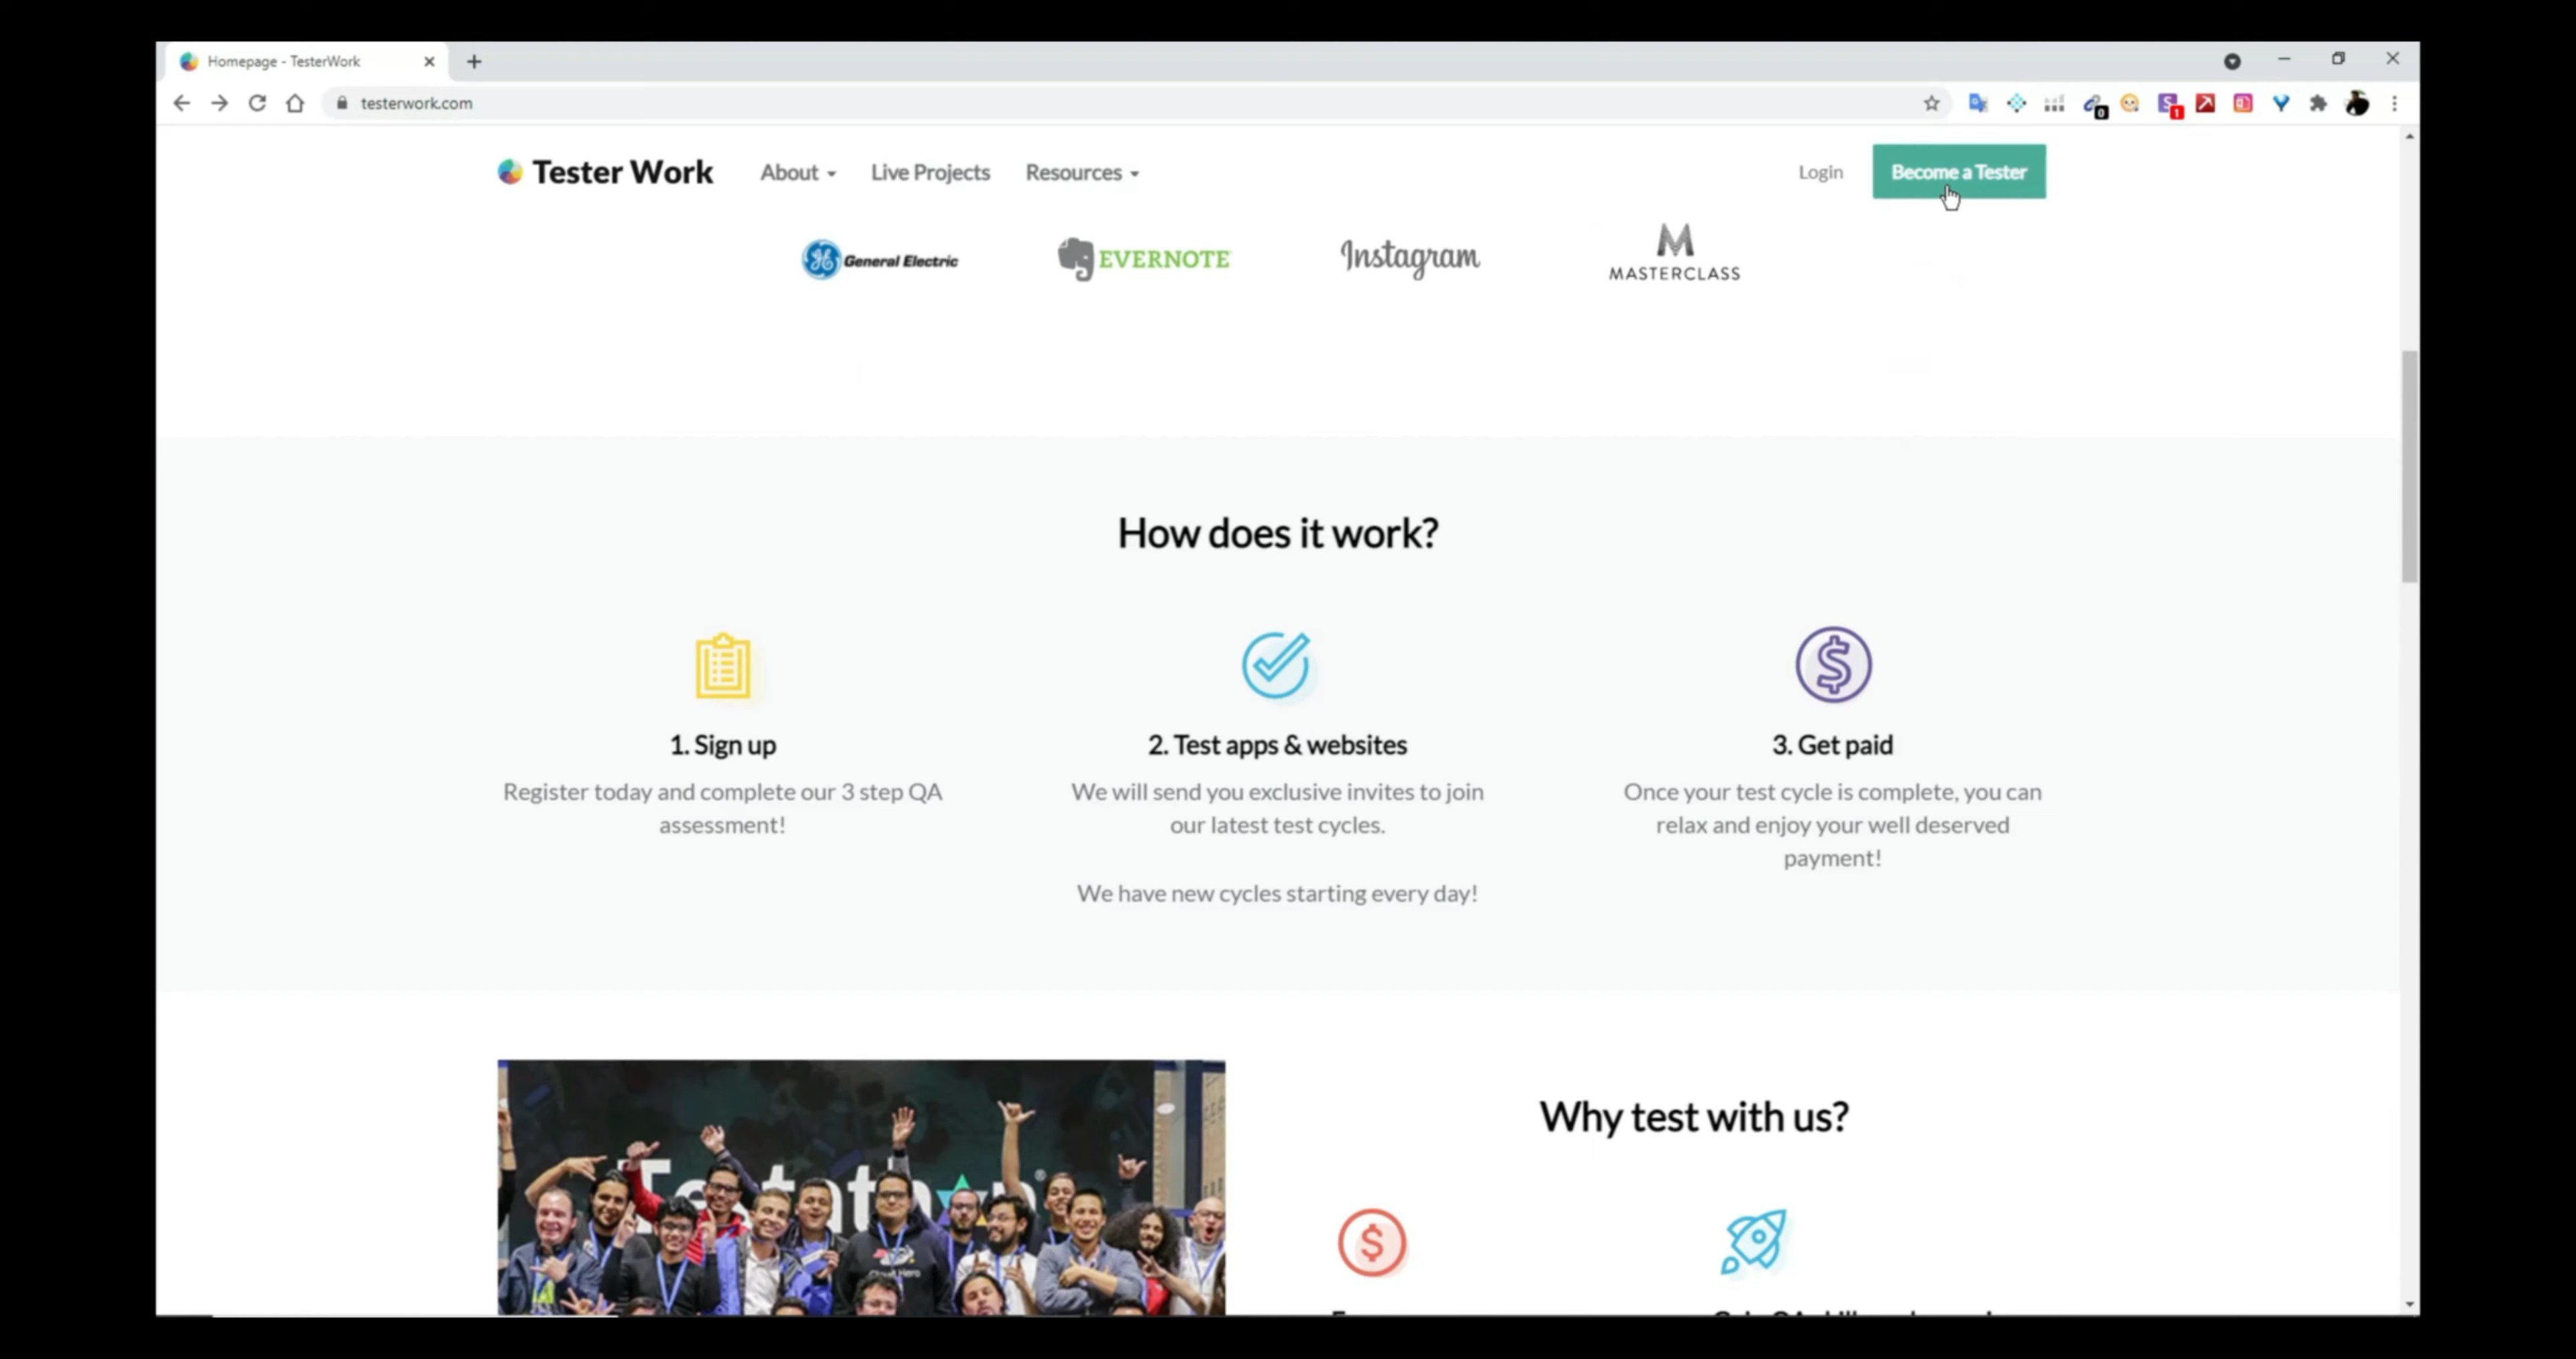 Homepage - TesterWork
testerwork.com
0
1
Tester Work
About
Live Projects
Resources
Login
Become a Tester
General Electric
EVERNOTE
Instagram
M
MASTERCLASS
How does it work?
1. Sign up
Register today and complete our 3 step QA
assessment!
2. Test apps & websites
We will send you exclusive invites to join
our latest test cycles.
We have new cycles starting every day!
3. Get paid
Once your test cycle is complete, you can
relax and enjoy your well deserved
payment!
Why test with us?